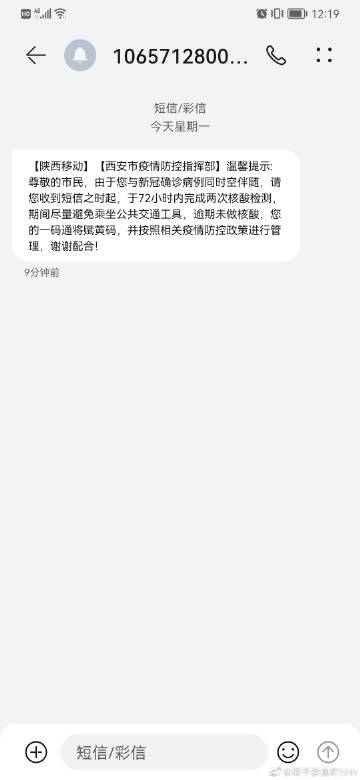 HD 4G 12:19
1065712800...
短信/彩信
今天星期一
【陕西移动】【西安市疫情防控指挥部】温馨提示:
尊敬的市民，由于您与新冠确诊病例同时空伴随，请
您收到短信之时起，于72小时内完成两次核酸检测，
期间尽量避免乘坐公共交通工具，逾期未做核酸，您
的一码通将赋黄码，并按照相关疫情防控政策进行管
理，谢谢配合!
9分钟前
短信/彩信